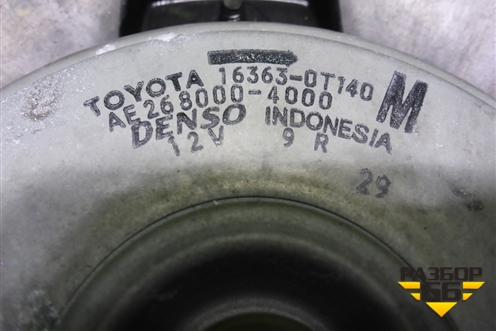 TOYOTA 16363-0T140 M
AE268000-4000
DENSO INDONESIA
12V 9 R
29
РАЗБОР
66